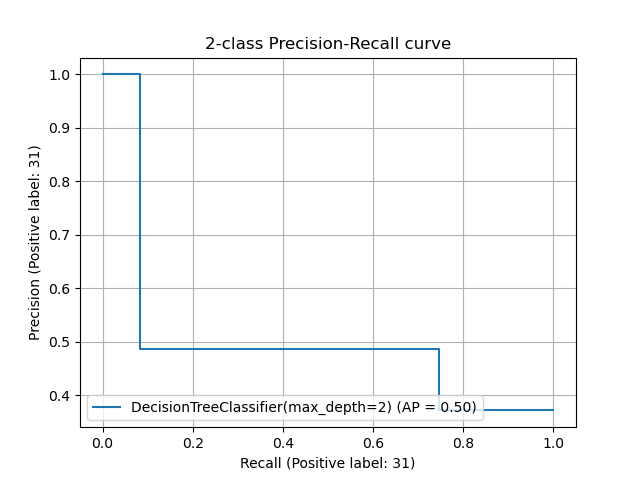 2-class Precision-Recall curve
1.0
0.9
0.8
0.7
0.6
0.5
0.4
Precision (Positive label: 31)
DecisionTreeClassifier(max_depth=2) (AP = 0.50)
0.0 0.2 0.4 0.6 0.8 1.0
Recall (Positive label: 31)